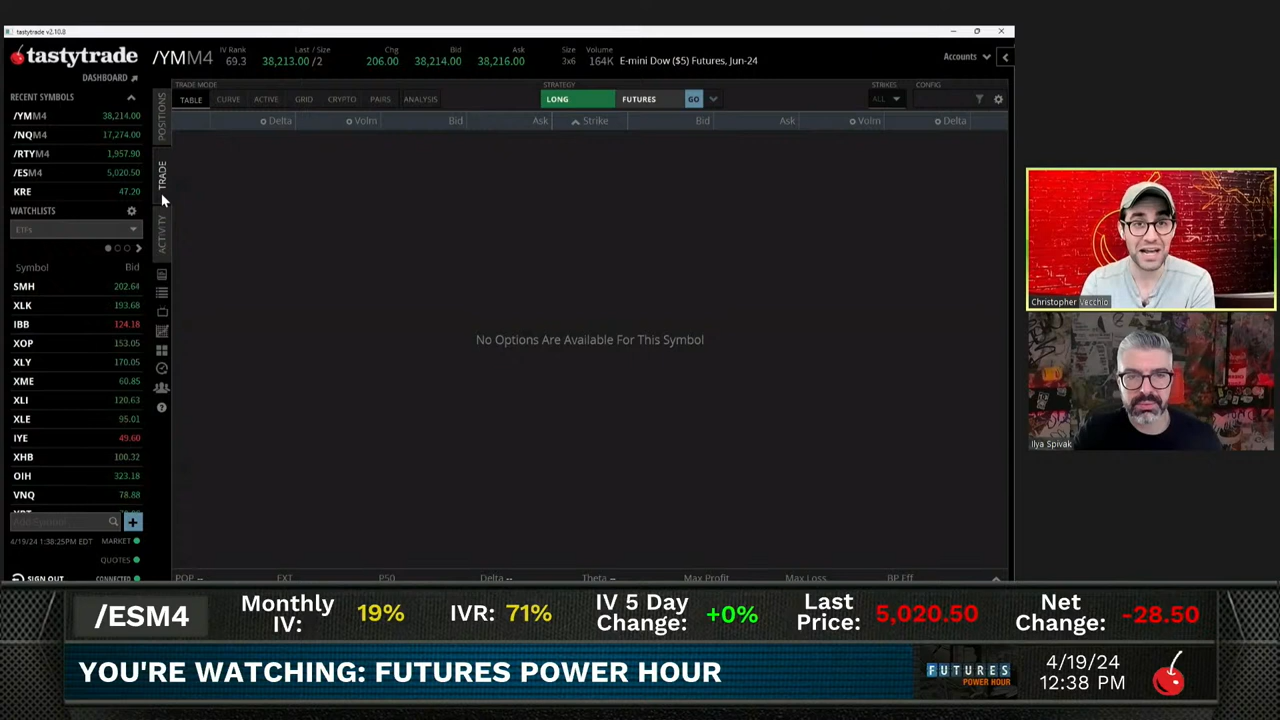 tastytrade v2.10.8
tastytrade
DASHBOARD
/YMM4
IV Rank
69.3
Last / Size
38,213.00 /2
Chg
206.00
Bid
38,214.00
Ask
38,216.00
Size
3x6
Volume
164K
E-mini Dow ($5) Futures, Jun-24
Accounts
RECENT SYMBOLS
/YMM4 38,214.00
/NQM4 17,274.00
/RTYM4 1,957.90
/ESM4 5,020.50
KRE 47.20
WATCHLISTS
ETFs
Symbol Bid
SMH 202.64
XLK 193.68
IBB 124.18
XOP 153.05
XLY 170.05
XME 60.85
XLI 120.63
XLE 95.01
IYE 49.60
XHB 100.32
OIH 323.18
VNQ 78.88
4/19/24 1:38:25PM EDT MARKET
QUOTES
SIGN OUT CONNECTED
POSITIONS
TRADE
ACTIVITY
TRADE MODE
TABLE CURVE ACTIVE GRID CRYPTO PAIRS ANALYSIS
STRATEGY
LONG FUTURES GO
STRIKES
ALL
CONFIG
Delta Volm Bid Ask Strike Bid Ask Volm Delta
No Options Are Available For This Symbol
POP -- EXT P50 Delta -- Theta -- Max Profit Max Loss BP Eff
Christopher Vecchio
Ilya Spivak
/ESM4
Monthly IV: 19%
IVR: 71%
IV 5 Day Change: +0%
Last Price: 5,020.50
Net Change: -28.50
YOU'RE WATCHING: FUTURES POWER HOUR
FUTURES
POWER HOUR
4/19/24
12:38 PM